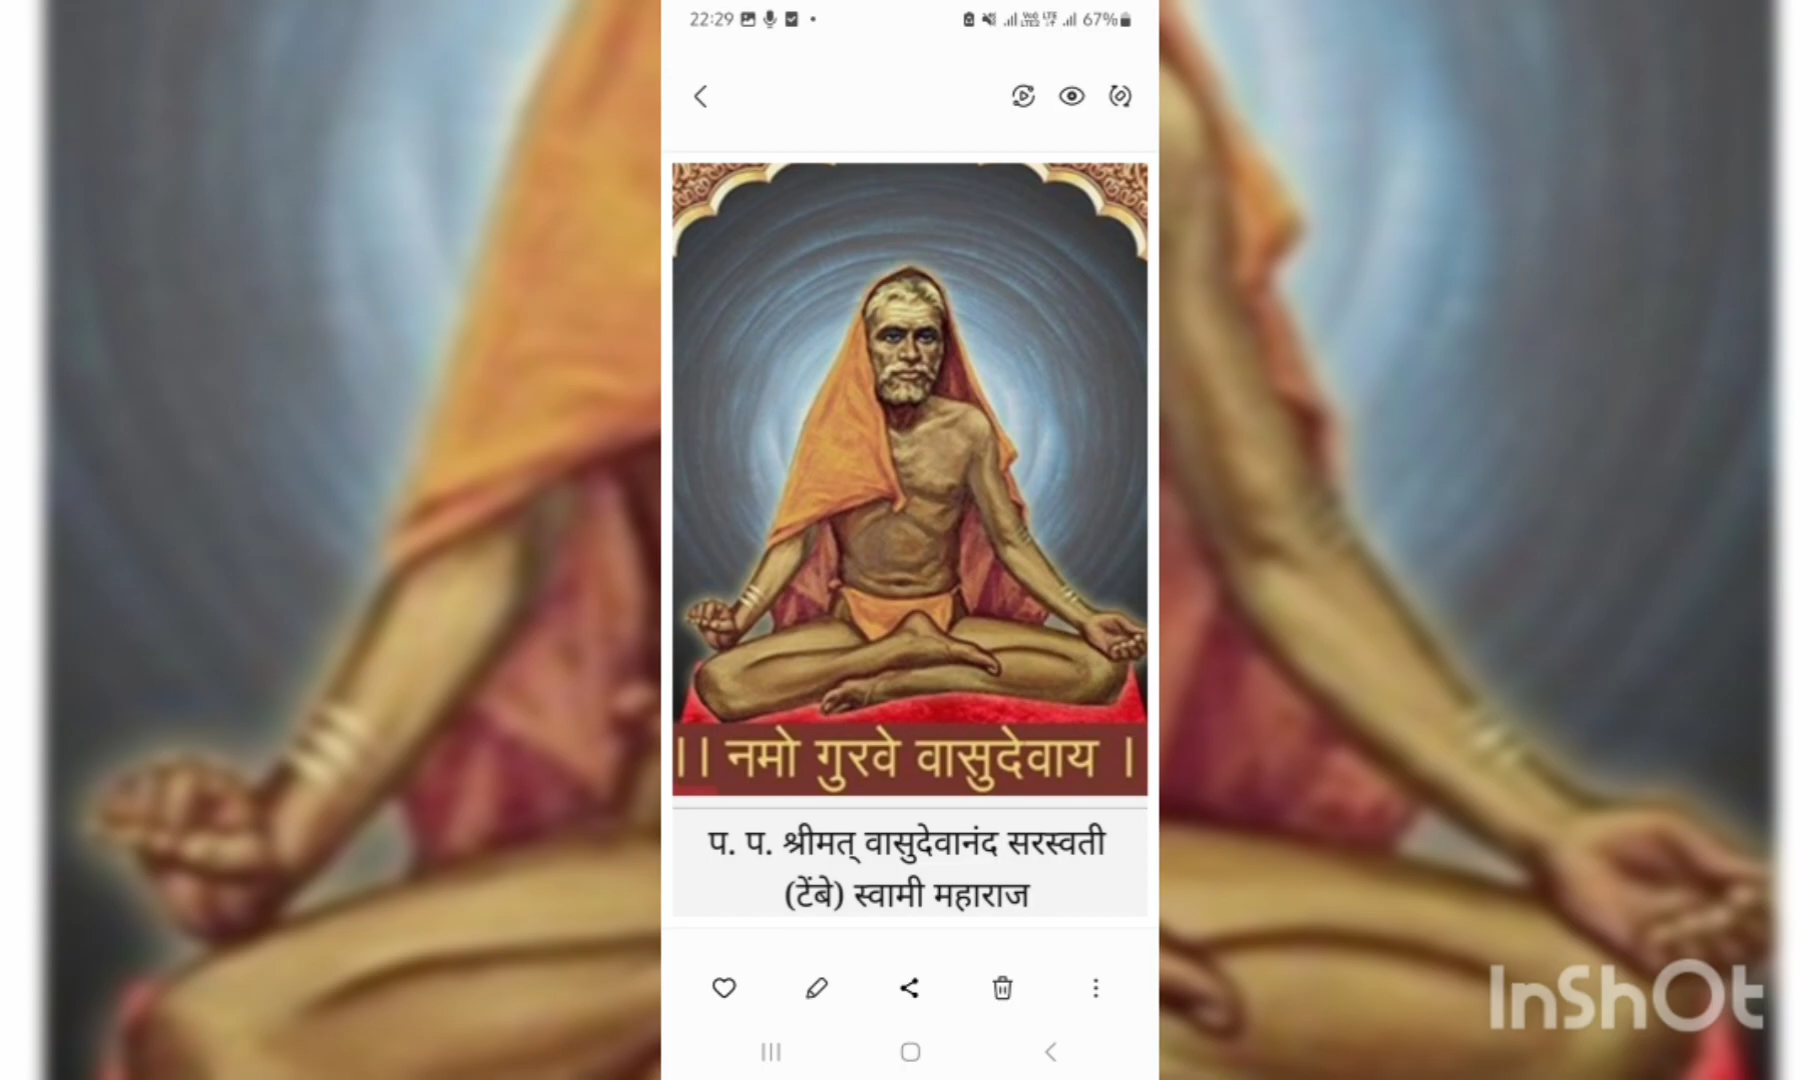 22:29
67%
।। नमो गुरवे वासुदेवाय ।
प. प. श्रीमत् वासुदेवानंद सरस्वती
(टेंबे) स्वामी महाराज
InShOt